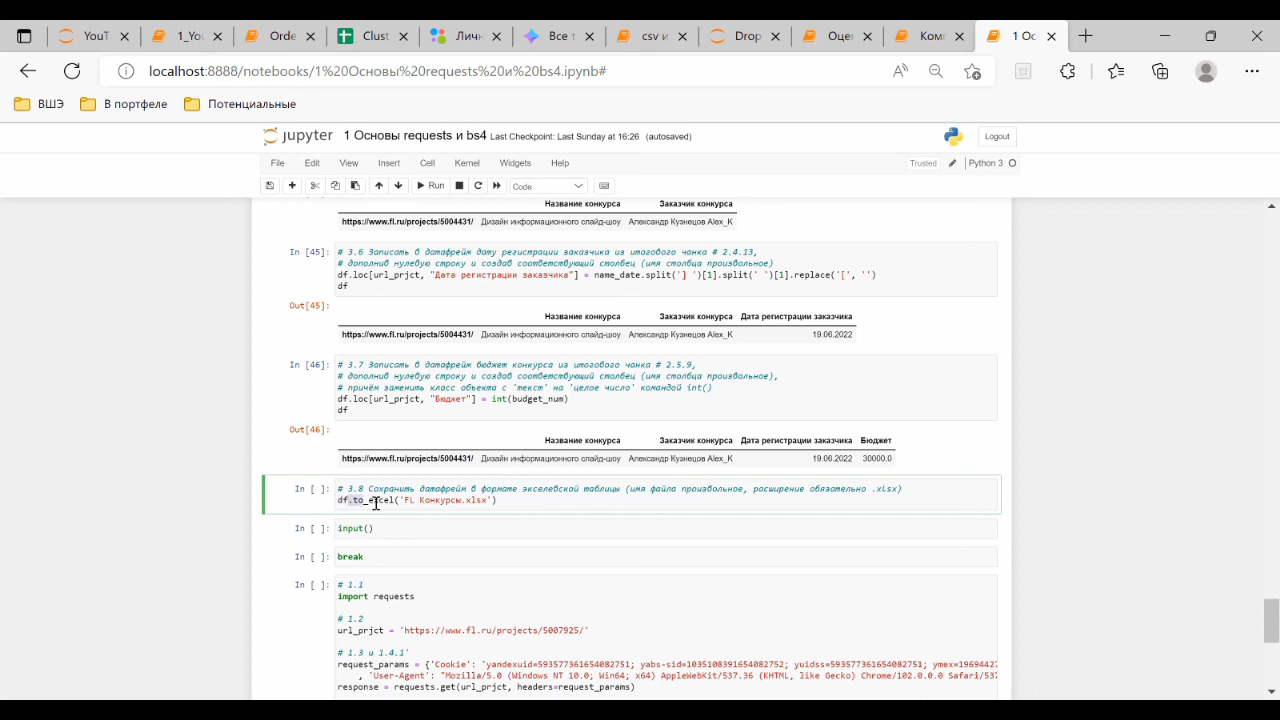 YouT
1_You
Orde
Clust
Личн
Все т
csv и
Drop
Оцен
Комг
1 Ос
localhost:8888/notebooks/1%20Основы%20requests%20и%20bs4.ipynb#
ВШЭ
В портфеле
Потенциальные
jupyter 1 Основы requests и bs4 Last Checkpoint: Last Sunday at 16:26 (autosaved)
Logout
File Edit View Insert Cell Kernel Widgets Help
Trusted
Python 3
Run
Code
Название конкурса Заказчик конкурса
https://www.fl.ru/projects/5004431/ Дизайн информационного слайд-шоу Александр Кузнецов Alex_K
In [45]: # 3.6 Записать в датафрейм дату регистрации заказчика из итогового чанка # 2.4.13,
# дополнив нулевую строку и создав соответствующий столбец (имя столбца произвольное)
df.loc[url_prjct, "Дата регистрации заказчика"] = name_date.split('] ')[1].split(' ')[1].replace('[', '')
df
Out[45]:
Название конкурса Заказчик конкурса Дата регистрации заказчика
https://www.fl.ru/projects/5004431/ Дизайн информационного слайд-шоу Александр Кузнецов Alex_K 19.06.2022
In [46]: # 3.7 Записать в датафрейм бюджет конкурса из итогового чанка # 2.5.9,
# дополнив нулевую строку и создав соответствующий столбец (имя столбца произвольное),
# причём заменить класс объекта с 'текст' на 'целое число' командой int()
df.loc[url_prjct, "Бюджет"] = int(budget_num)
df
Out[46]:
Название конкурса Заказчик конкурса Дата регистрации заказчика Бюджет
https://www.fl.ru/projects/5004431/ Дизайн информационного слайд-шоу Александр Кузнецов Alex_K 19.06.2022 30000.0
In [ ]: # 3.8 Сохранить датафрейм в формате экселевской таблицы (имя файла произвольное, расширение обязательно .xlsx)
df.to_excel('FL Конкурсы.xlsx')
In [ ]: input()
In [ ]: break
In [ ]: # 1.1
import requests
# 1.2
url_prjct = 'https://www.fl.ru/projects/5007925/'
# 1.3 и 1.4.1'
request_params = {'Cookie': 'yandexuid=593577361654082751; yabs-sid=1035108391654082752; yuidss=593577361654082751; ymex=19694427
, 'User-Agent': "Mozilla/5.0 (Windows NT 10.0; Win64; x64) AppleWebKit/537.36 (KHTML, like Gecko) Chrome/102.0.0.0 Safari/537
response = requests.get(url_prjct, headers=request_params)